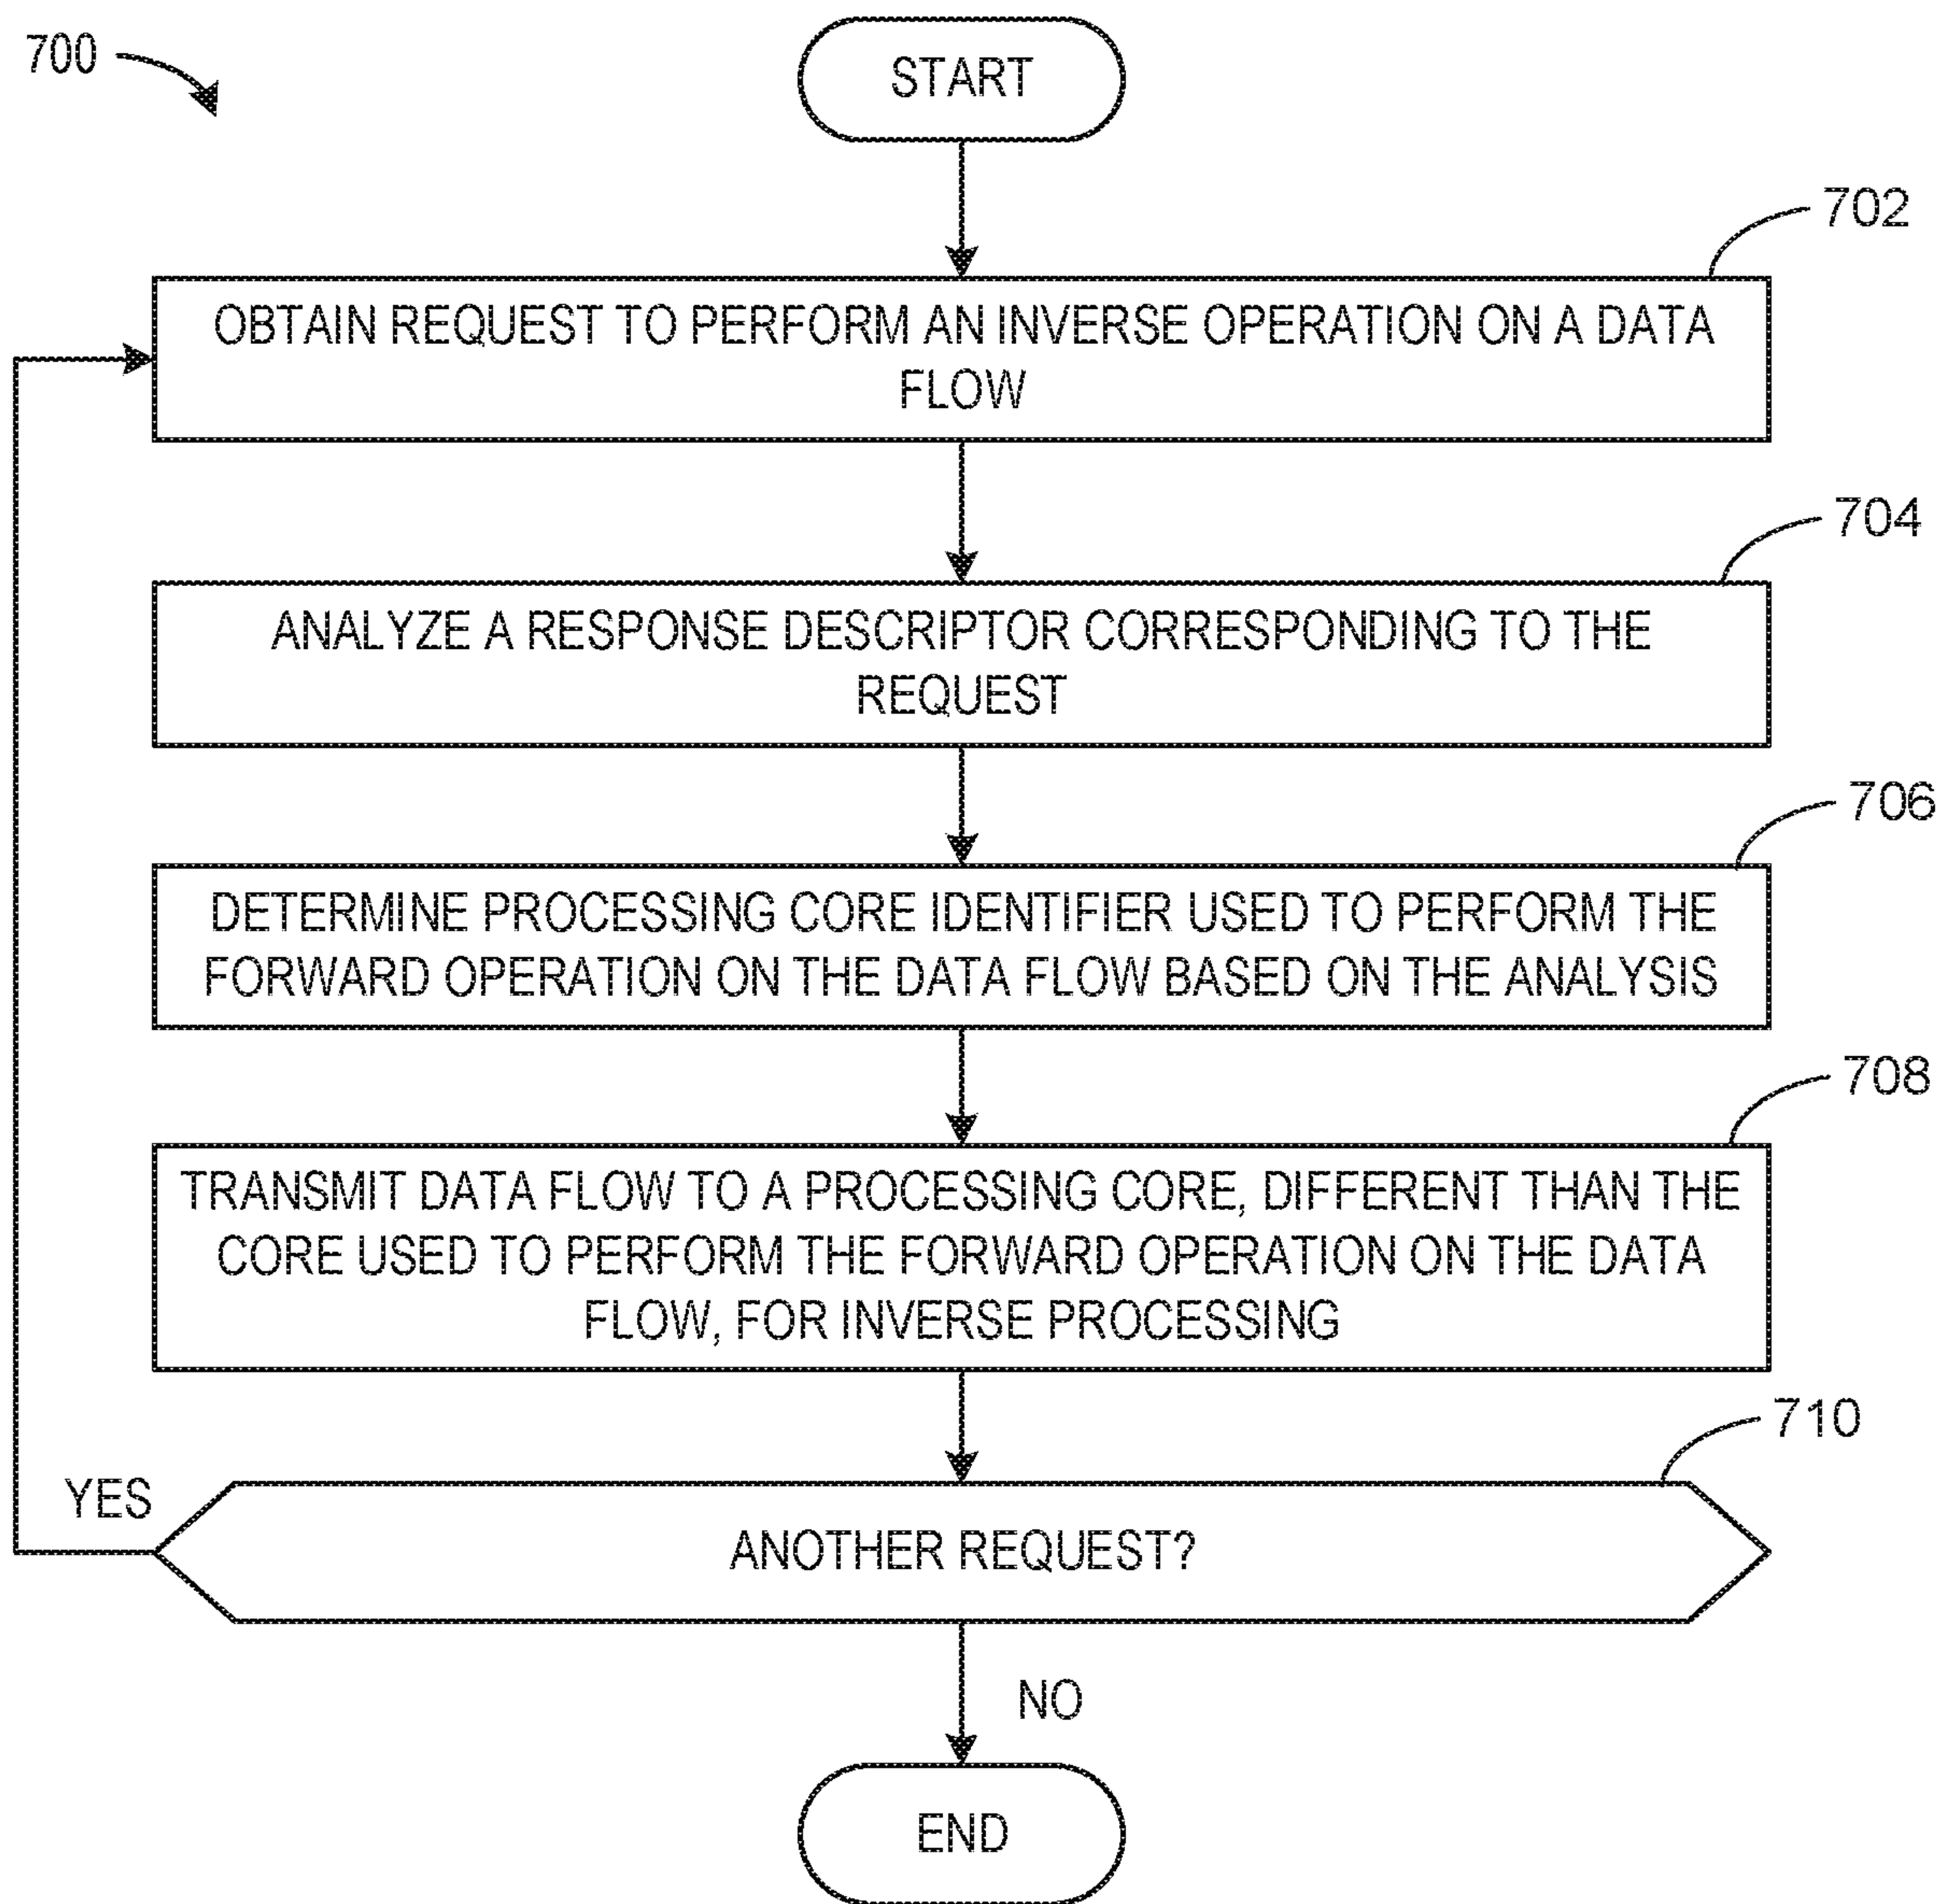 700
START
702
OBTAIN REQUEST TO PERFORM AN INVERSE OPERATION ON A DATA
FLOW
704
ANALYZE A RESPONSE DESCRIPTOR CORRESPONDING TO THE
REQUEST
706
DETERMINE PROCESSING CORE IDENTIFIER USED TO PERFORM THE
FORWARD OPERATION ON THE DATA FLOW BASED ON THE ANALYSIS
708
TRANSMIT DATA FLOW TO A PROCESSING CORE, DIFFERENT THAN THE
CORE USED TO PERFORM THE FORWARD OPERATION ON THE DATA
FLOW, FOR INVERSE PROCESSING
710
YES
ANOTHER REQUEST?
NO
END